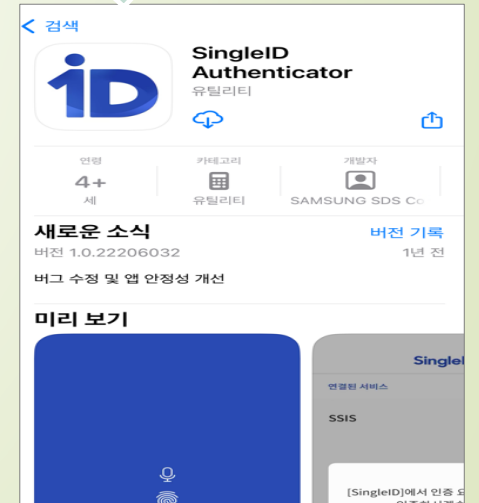 검색
iD
SingleID
Authenticator
유틸리티
연령
4+
세
카테고리
유틸리티
개발자
SAMSUNG SDS Co
새로운 소식
버전 기록
버전 1.0.22206032
1년 전
버그 수정 및 앱 안정성 개선
미리 보기
Single
연결된 서비스
SSIS
[SingleID]에서 인증 요